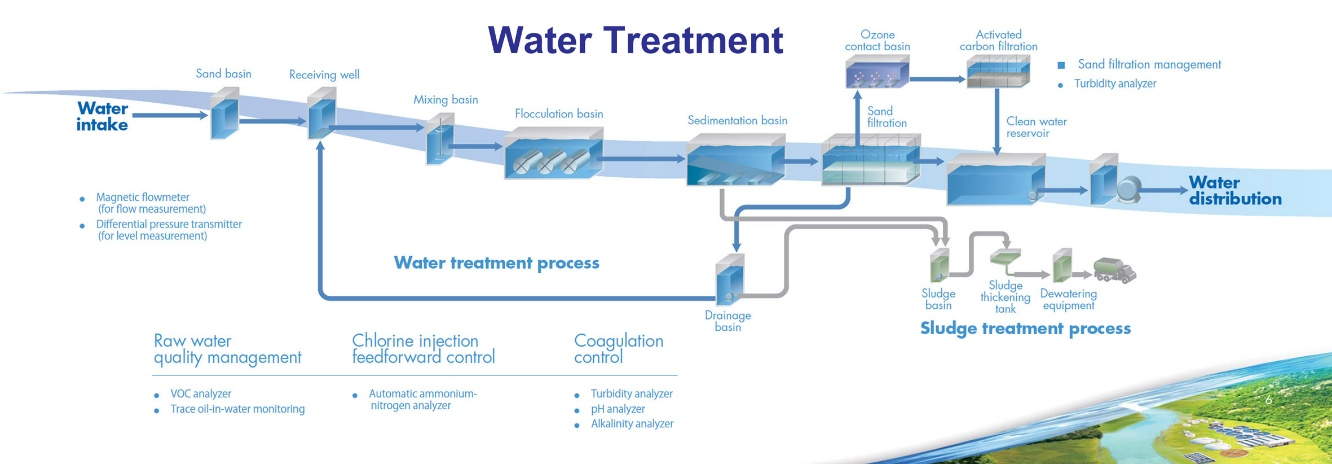 Water Treatment
Ozone
contact basin
Activated
carbon filtration
Sand filtration management
Turbidity analyzer
Sand basin
Receiving well
Mixing basin
Flocculation basin
Sedimentation basin
Sand
filtration
Clean water
reservoir
Water
intake
Water
distribution
Magnetic flowmeter
(for flow measurement)
Differential pressure transmitter
(for level measurement)
Water treatment process
Drainage
basin
Sludge
basin
Sludge
thickening
tank
Dewatering
equipment
Sludge treatment process
Raw water
quality management
VOC analyzer
Trace oil-in-water monitoring
Chlorine injection
feedforward control
Automatic ammonium-
nitrogen analyzer
Coagulation
control
Turbidity analyzer
pH analyzer
Alkalinity analyzer
6